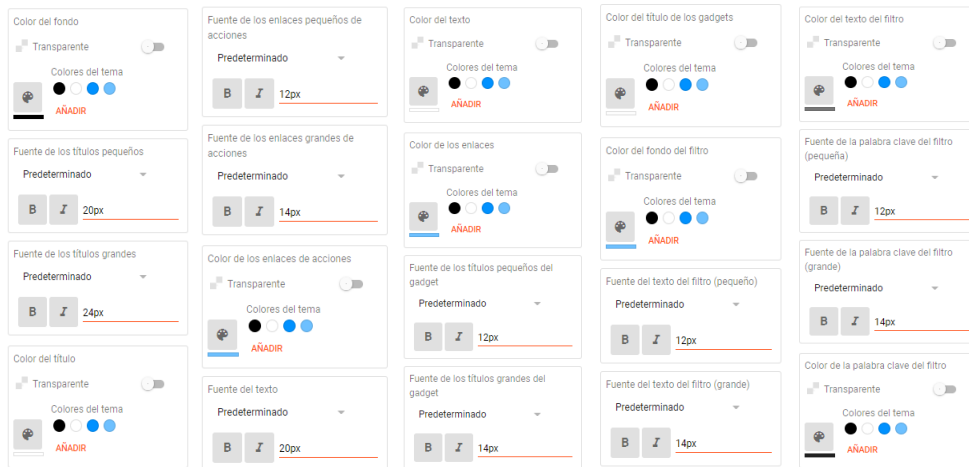 Color del fondo
Transparente
Colores del tema
AÑADIR
Fuente de los títulos pequeños
Predeterminado
B I 20px
Fuente de los títulos grandes
Predeterminado
B I 24px
Color del título
Transparente
Colores del tema
AÑADIR
Fuente de los enlaces pequeños de
acciones
Predeterminado
B I 12px
Fuente de los enlaces grandes de
acciones
Predeterminado
B I 14px
Color de los enlaces de acciones
Transparente
Colores del tema
AÑADIR
Fuente del texto
Predeterminado
B I 20px
Color del texto
Transparente
Colores del tema
AÑADIR
Color de los enlaces
Transparente
Colores del tema
AÑADIR
Fuente de los títulos pequeños del
gadget
Predeterminado
B I 12px
Fuente de los títulos grandes del
gadget
Predeterminado
B I 14px
Color del título de los gadgets
Transparente
Colores del tema
AÑADIR
Color del fondo del filtro
Transparente
Colores del tema
AÑADIR
Fuente del texto del filtro (pequeño)
Predeterminado
B I 12px
Fuente del texto del filtro (grande)
Predeterminado
B I 14px
Color del texto del filtro
Transparente
Colores del tema
AÑADIR
Fuente de la palabra clave del filtro
(pequeña)
Predeterminado
B I 12px
Fuente de la palabra clave del filtro
(grande)
Predeterminado
B I 14px
Color de la palabra clave del filtro
Transparente
Colores del tema
AÑADIR